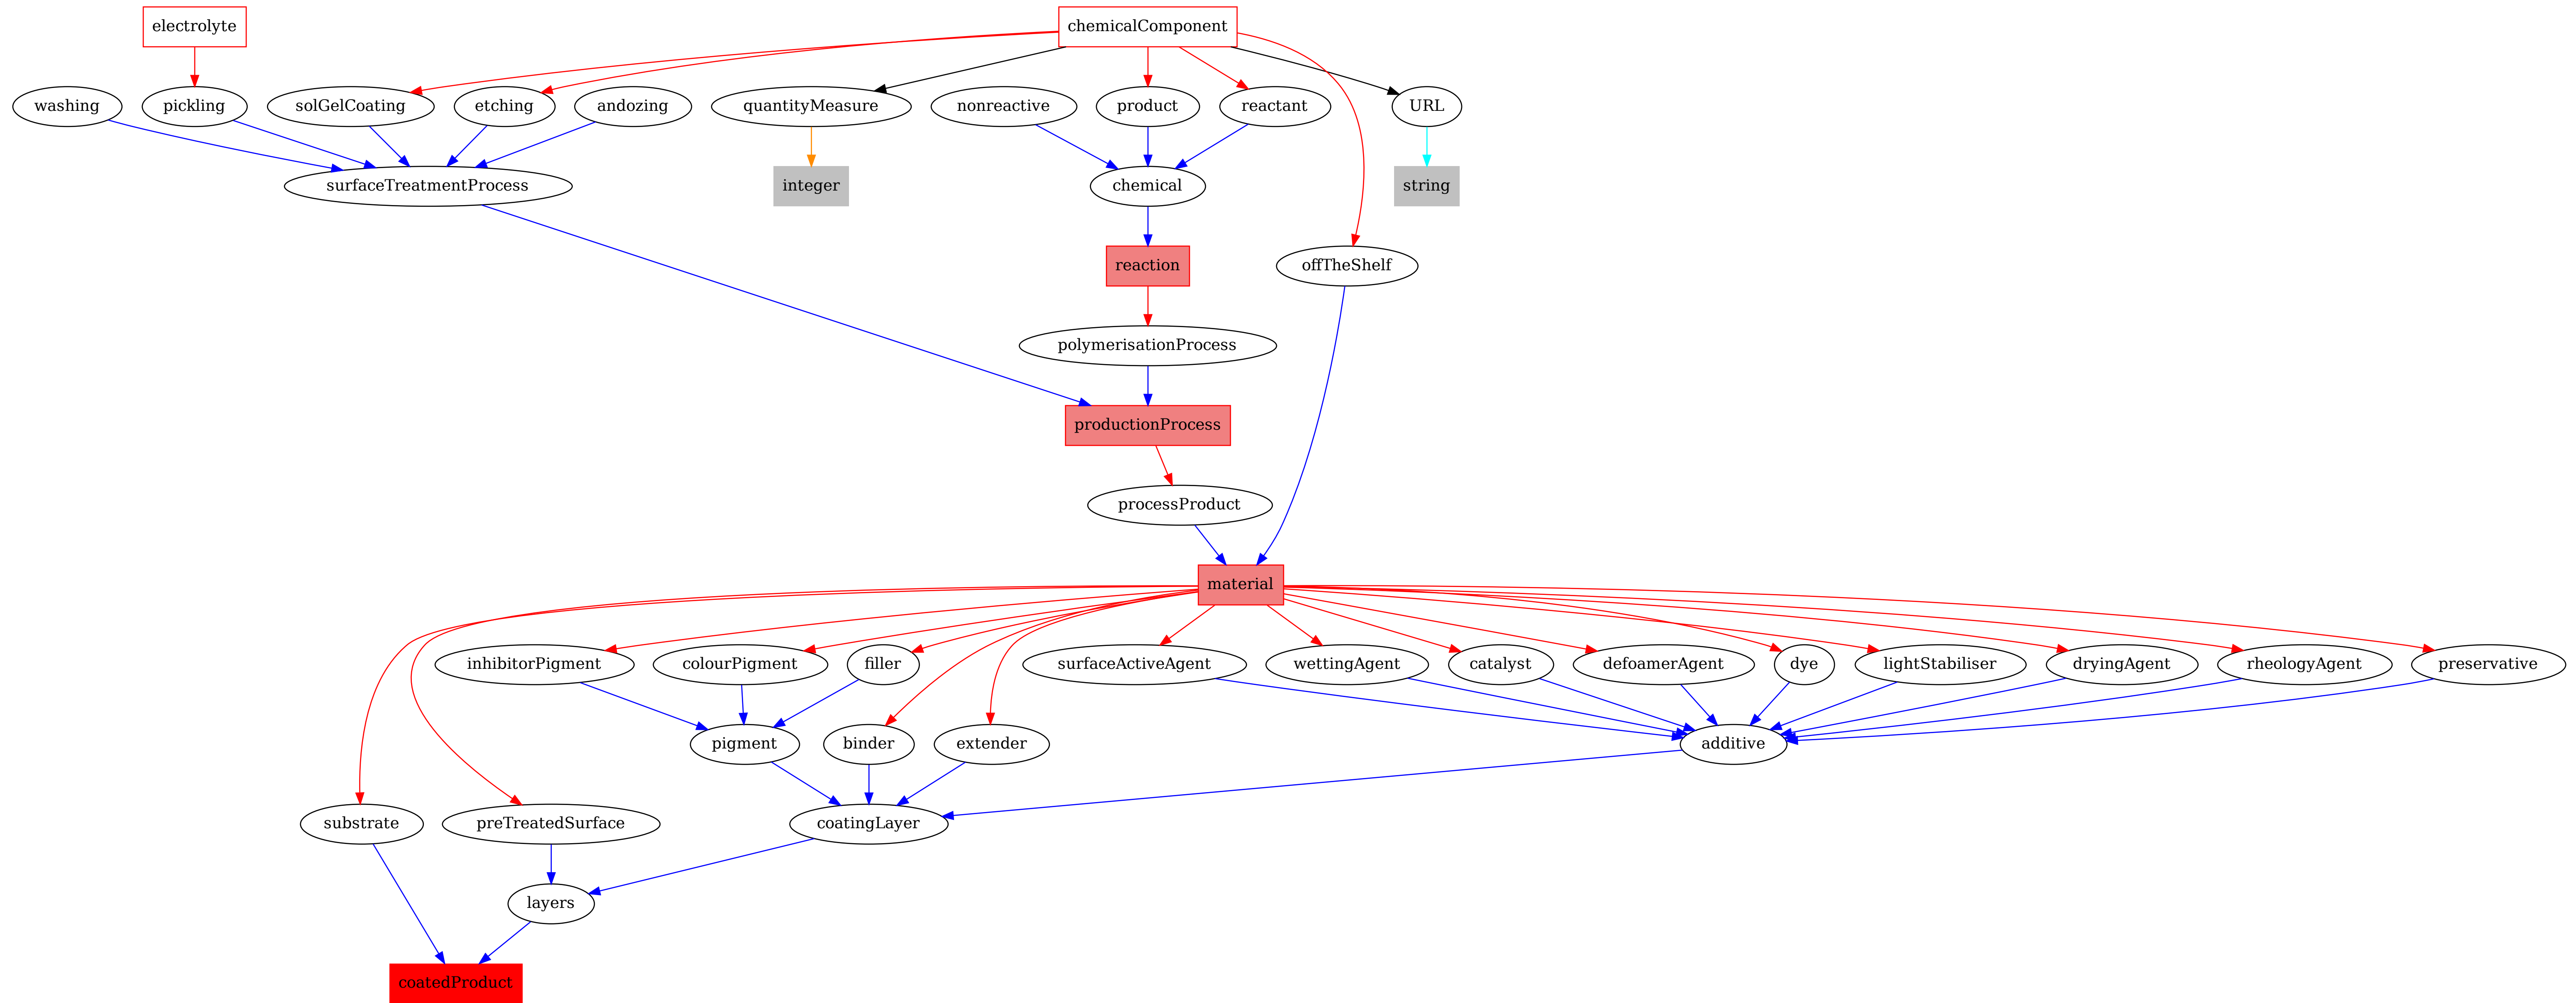 electrolyte
chemicalComponent
washing
pickling
solGelCoating
etching
andozing
quantityMeasure
nonreactive
product
reactant
URL
surfaceTreatmentProcess
integer
chemical
string
reaction
offTheShelf
polymerisationProcess
productionProcess
processProduct
material
inhibitorPigment
colourPigment
filler
surfaceActiveAgent
wettingAgent
catalyst
defoamerAgent
dye
lightStabiliser
dryingAgent
rheologyAgent
preservative
pigment
binder
extender
additive
substrate
preTreatedSurface
coatingLayer
layers
coatedProduct